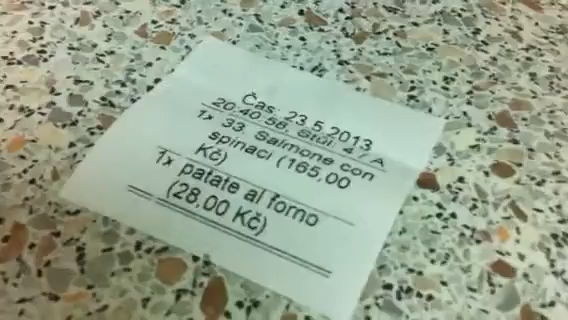 Čas: 23.5.2013
20:40:56, Stůl: 47A
1x 33. Salmone con
spinaci (165,00
Kč)
1x patate al forno
(28,00 Kč)